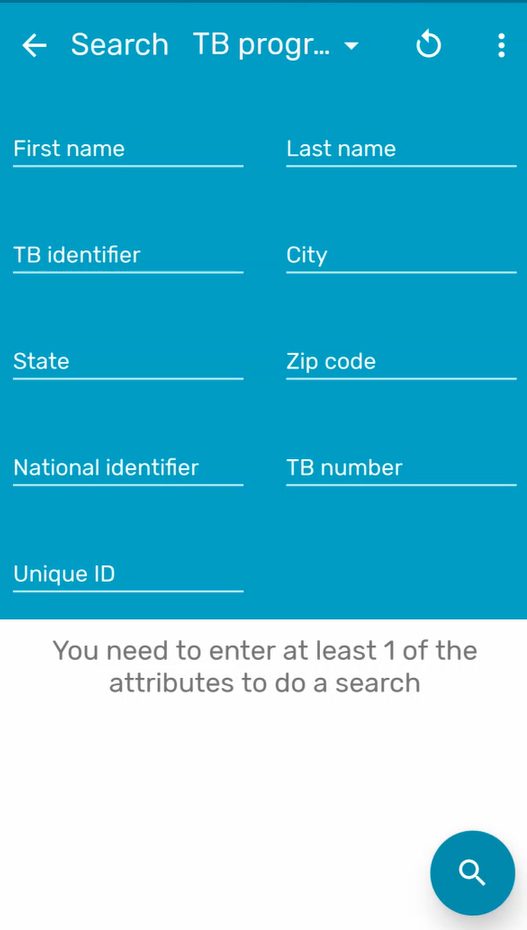 Search TB progr...
First name Last name
TB identifier City
State Zip code
National identifier TB number
Unique ID
You need to enter at least 1 of the
attributes to do a search